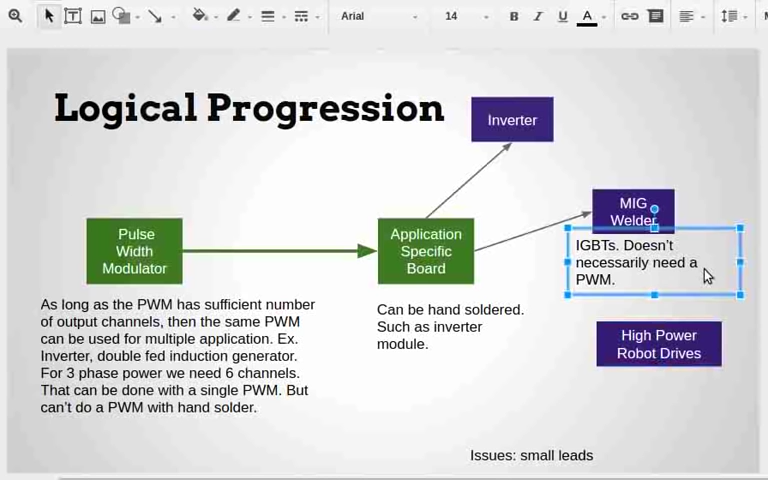 Arial
14
B I U A
Logical Progression
Inverter
MIG
Welder
Pulse
Width
Modulator
Application
Specific
Board
IGBTs. Doesn't
necessarily need a
PWM.
As long as the PWM has sufficient number
of output channels, then the same PWM
can be used for multiple application. Ex.
Inverter, double fed induction generator.
For 3 phase power we need 6 channels.
That can be done with a single PWM. But
can't do a PWM with hand solder.
Can be hand soldered.
Such as inverter
module.
High Power
Robot Drives
Issues: small leads